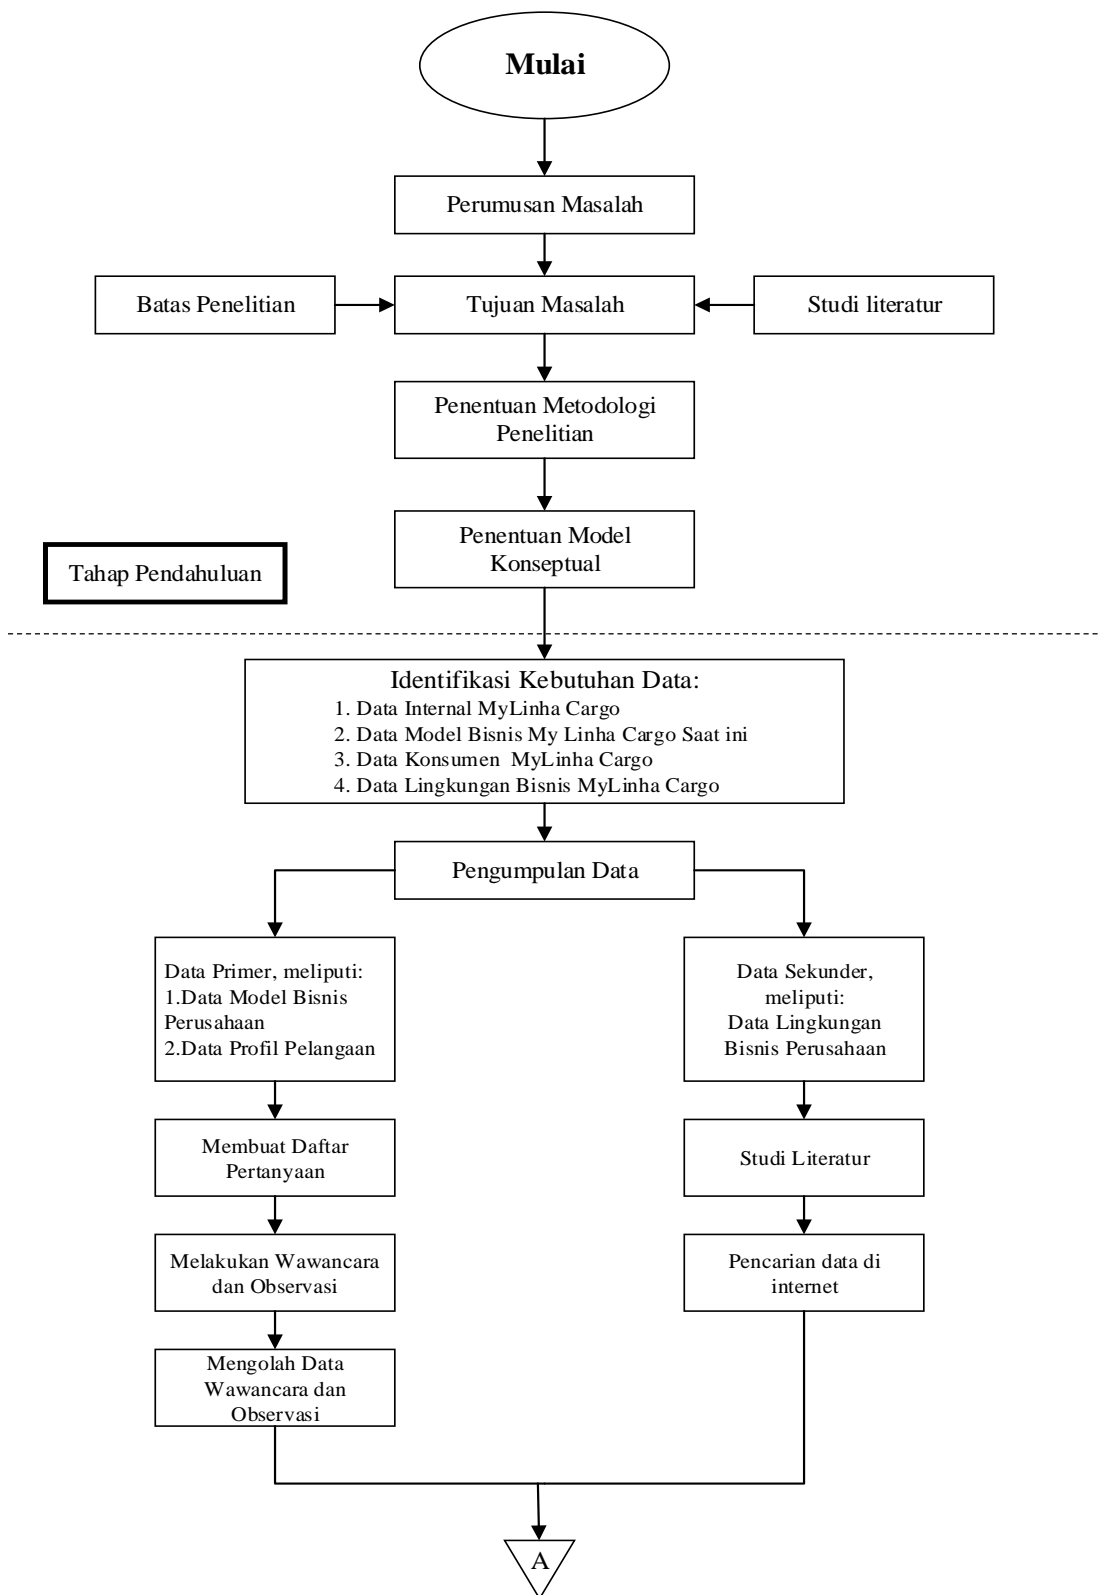 Mulai
Perumusan Masalah
Batas Penelitian
Tujuan Masalah
Studi literatur
Penentuan Metodologi
Penelitian
Penentuan Model
Konseptual
Tahap Pendahuluan
Identifikasi Kebutuhan Data:
1. Data Internal MyLinha Cargo
2. Data Model Bisnis My Linha Cargo Saat ini
3. Data Konsumen MyLinha Cargo
4. Data Lingkungan Bisnis MyLinha Cargo
Pengumpulan Data
Data Primer, meliputi:
1.Data Model Bisnis
Perusahaan
2.Data Profil Pelangaan
Data Sekunder,
meliputi:
Data Lingkungan
Bisnis Perusahaan
Membuat Daftar
Pertanyaan
Studi Literatur
Melakukan Wawancara
dan Observasi
Pencarian data di
internet
Mengolah Data
Wawancara dan
Observasi
A